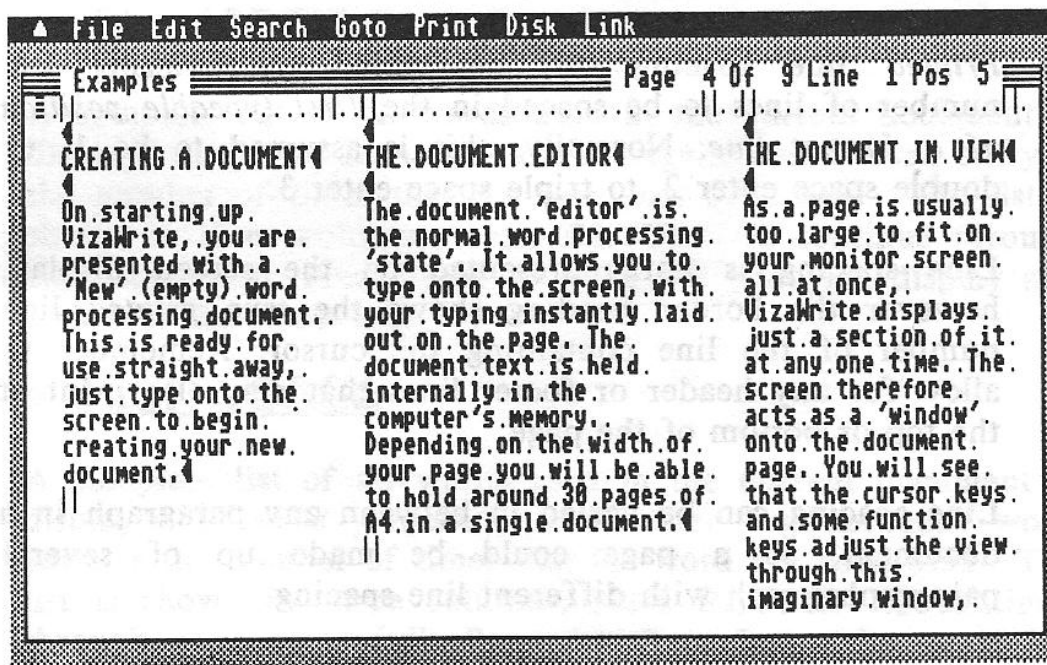 ▲ File Edit Search Goto Print Disk Link
Examples Page 4 Of 9 Line 1 Pos 5
CREATING A DOCUMENT
On starting up
VizaWrite, you are
presented with a
'New' (empty) word
processing document.
This is ready for
use straight away,
just type onto the
screen to begin
creating your new
document.
THE DOCUMENT EDITOR
The document 'editor' is
the normal word processing
'state'. It allows you to
type onto the screen, with
your typing instantly laid
out on the page. The
document text is held
internally in the
computer's memory.
Depending on the width of
your page you will be able
to hold around 30 pages of
A4 in a single document.
THE DOCUMENT IN VIEW
As a page is usually
too large to fit on
your monitor screen,
all at once,
VizaWrite displays
just a section of it
at any one time. The
screen therefore
acts as a 'window'
onto the document
page. You will see
that the cursor keys
and some function
keys adjust the view
through this
imaginary window,